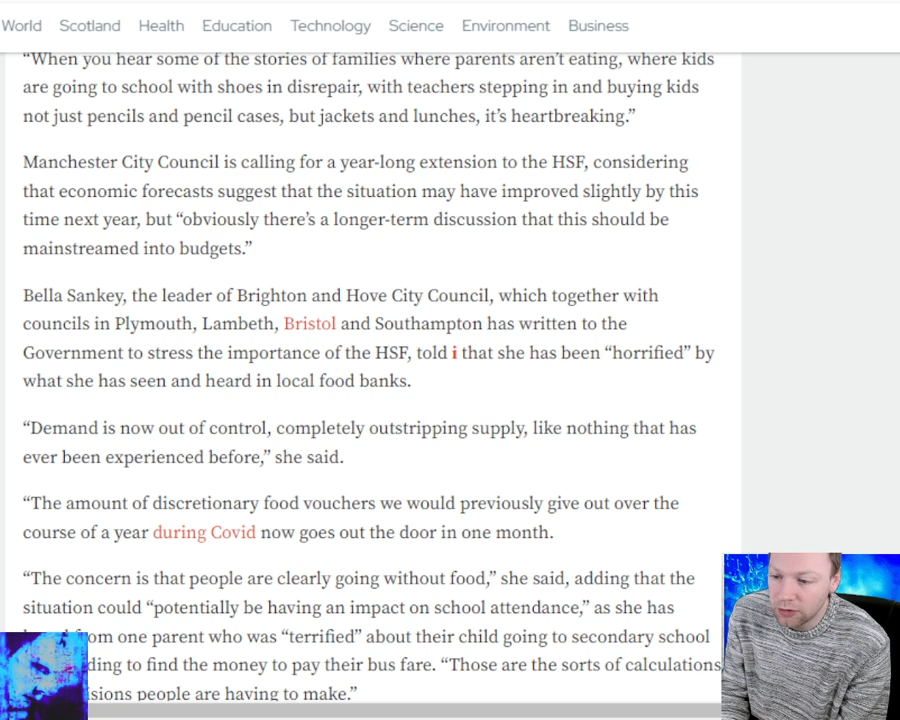 World Scotland Health Education Technology Science Environment Business
“When you hear some of the stories of families where parents aren’t eating, where kids
are going to school with shoes in disrepair, with teachers stepping in and buying kids
not just pencils and pencil cases, but jackets and lunches, it’s heartbreaking.”
Manchester City Council is calling for a year-long extension to the HSF, considering
that economic forecasts suggest that the situation may have improved slightly by this
time next year, but “obviously there’s a longer-term discussion that this should be
mainstreamed into budgets.”
Bella Sankey, the leader of Brighton and Hove City Council, which together with
councils in Plymouth, Lambeth, Bristol and Southampton has written to the
Government to stress the importance of the HSF, told i that she has been “horrified” by
what she has seen and heard in local food banks.
“Demand is now out of control, completely outstripping supply, like nothing that has
ever been experienced before,” she said.
“The amount of discretionary food vouchers we would previously give out over the
course of a year during Covid now goes out the door in one month.
“The concern is that people are clearly going without food,” she said, adding that the
situation could “potentially be having an impact on school attendance,” as she has
from one parent who was “terrified” about their child going to secondary school
to find the money to pay their bus fare. “Those are the sorts of calculations
people are having to make.”